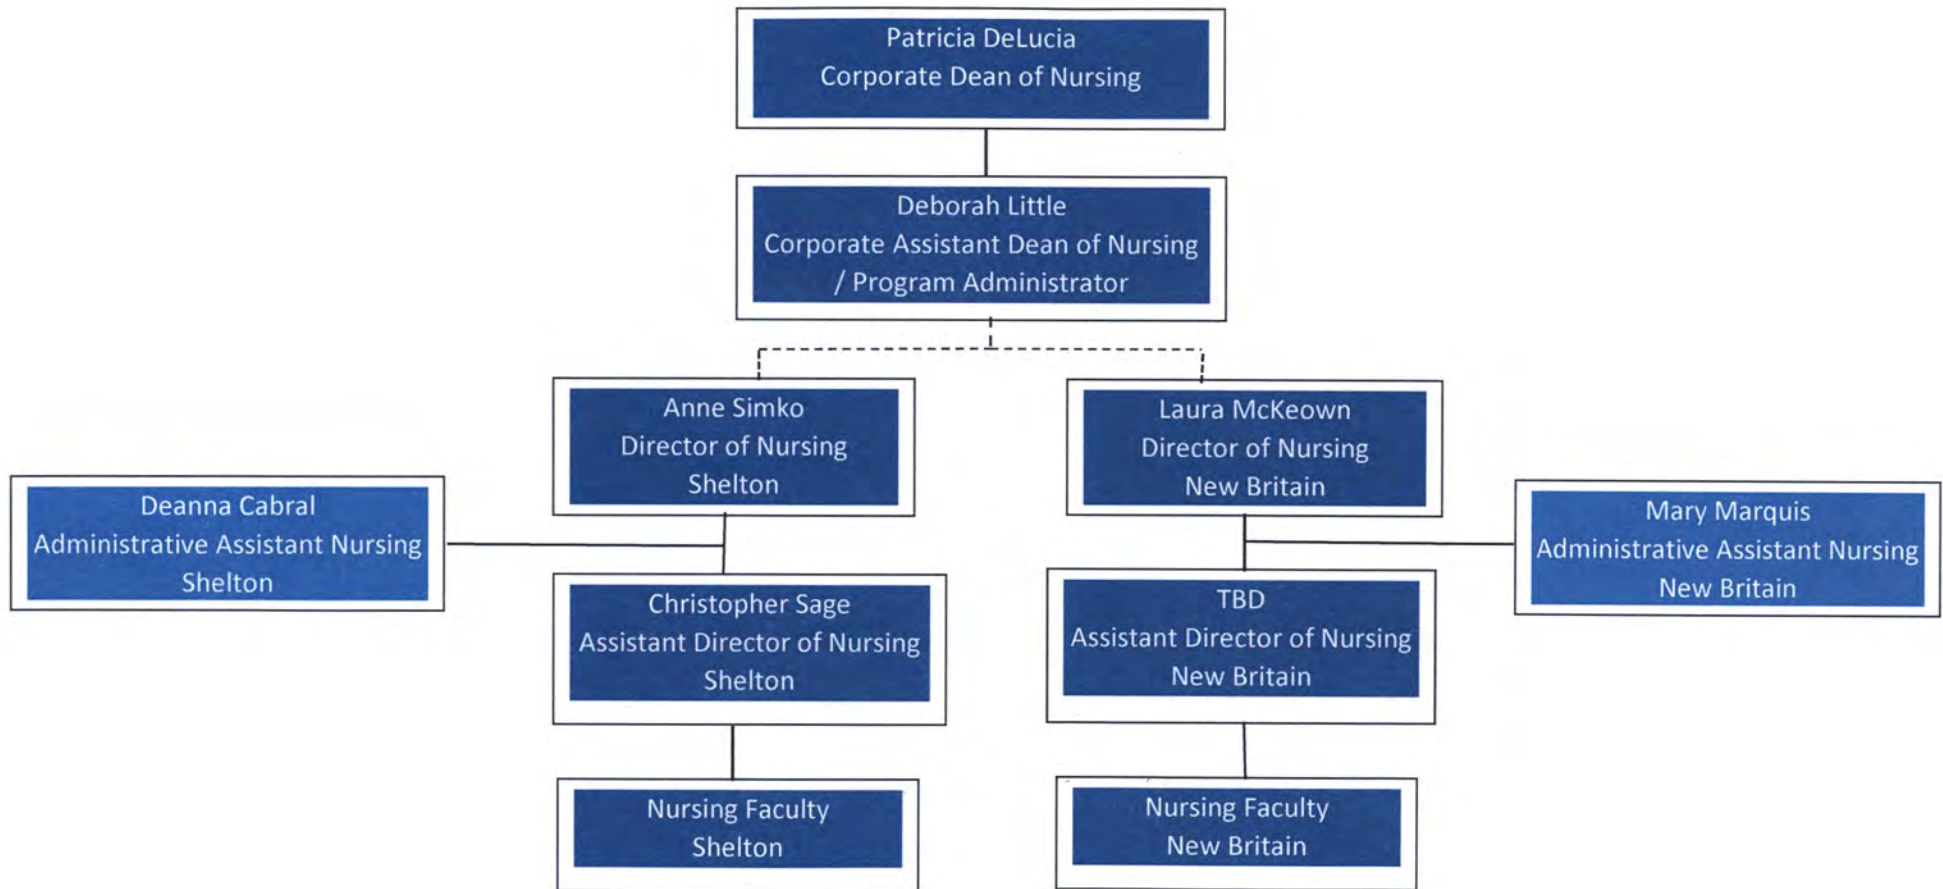 Patricia DeLucia
Corporate Dean of Nursing
Deborah Little
Corporate Assistant Dean of Nursing
/ Program Administrator
Anne Simko
Director of Nursing
Shelton
Laura McKeown
Director of Nursing
New Britain
Deanna Cabral
Administrative Assistant Nursing
Shelton
Mary Marquis
Administrative Assistant Nursing
New Britain
Christopher Sage
Assistant Director of Nursing
Shelton
TBD
Assistant Director of Nursing
New Britain
Nursing Faculty
Shelton
Nursing Faculty
New Britain